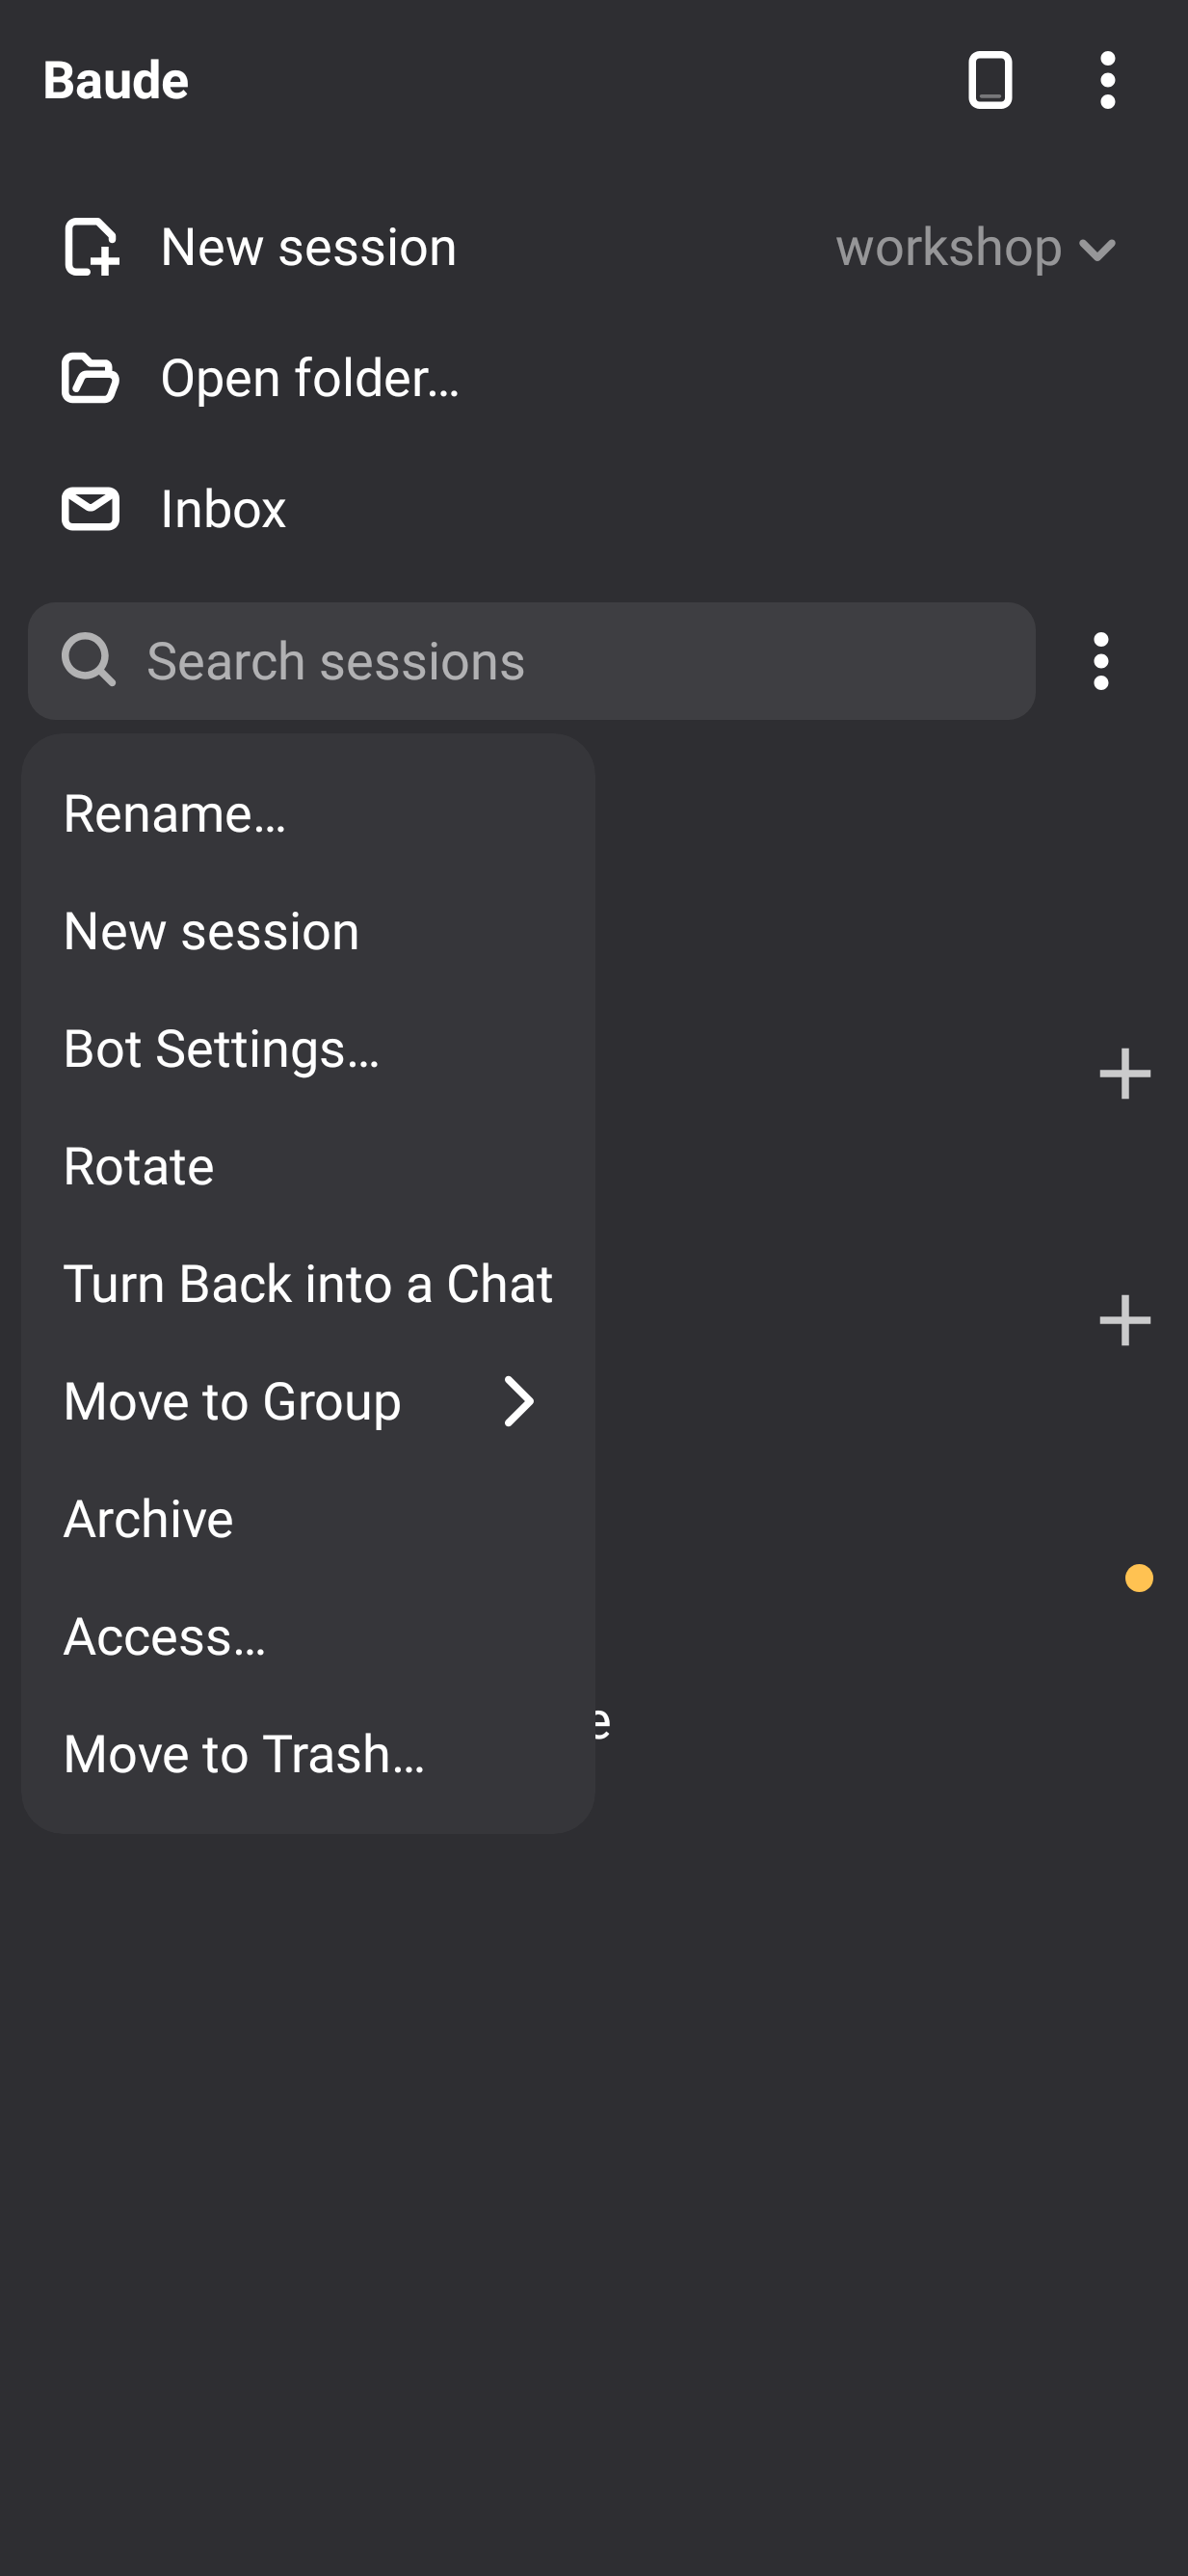 Baude
New session workshop
Open folder...
Inbox
Search sessions
Rename...
New session
Bot Settings...
Rotate
Turn Back into a Chat
Move to Group
Archive
Access...
Move to Trash...